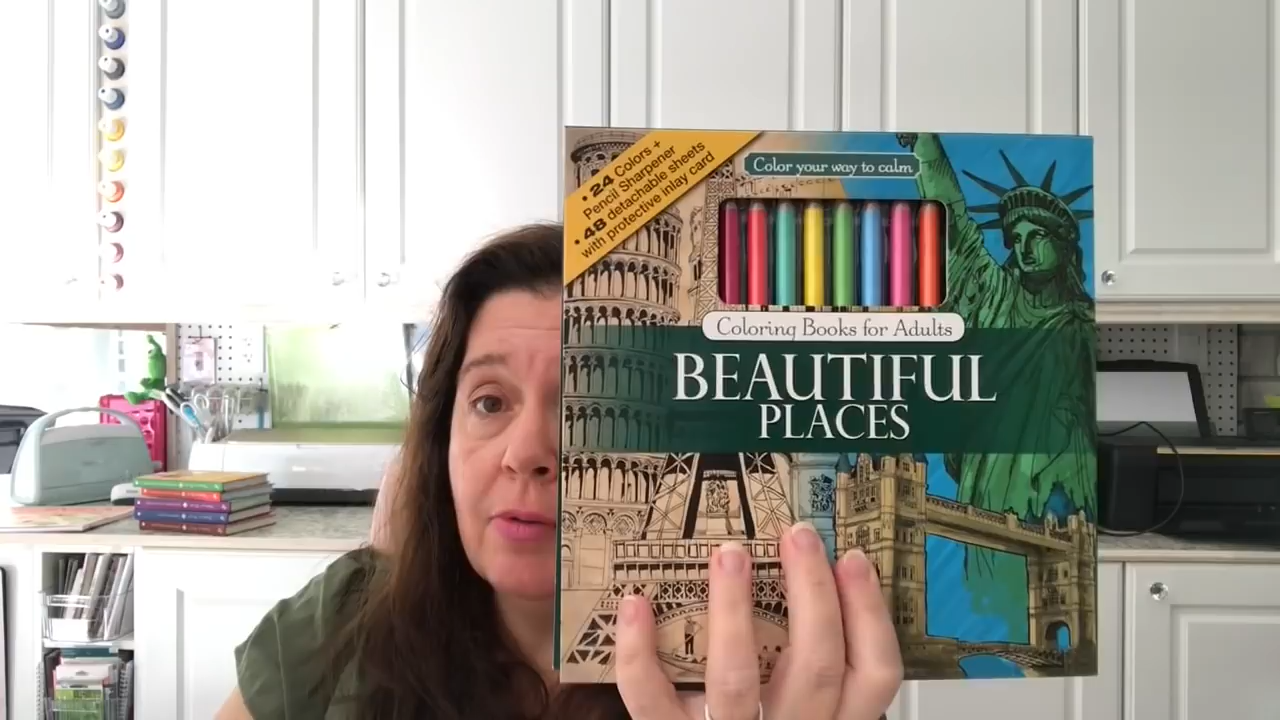 • 24 Colors +
Pencil Sharpener
• 48 detachable sheets
with protective inlay card
Color your way to calm
Coloring Books for Adults
BEAUTIFUL
PLACES